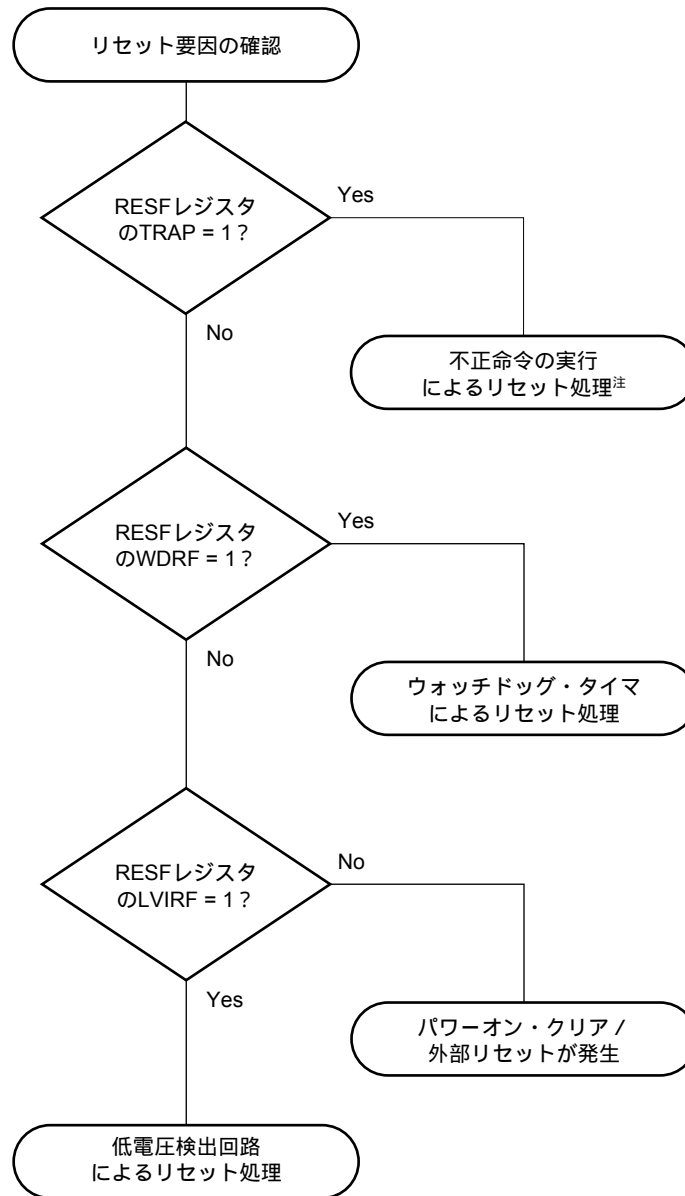 リセット要因の確認
RESFレジスタ
のTRAP = 1？
Yes
No
不正命令の実行
によるリセット処理注
RESFレジスタ
のWDRF = 1？
Yes
No
ウォッチドッグ・タイマ
によるリセット処理
RESFレジスタ
のLVIRF = 1？
No
Yes
パワーオン・クリア /
外部リセットが発生
低電圧検出回路
によるリセット処理